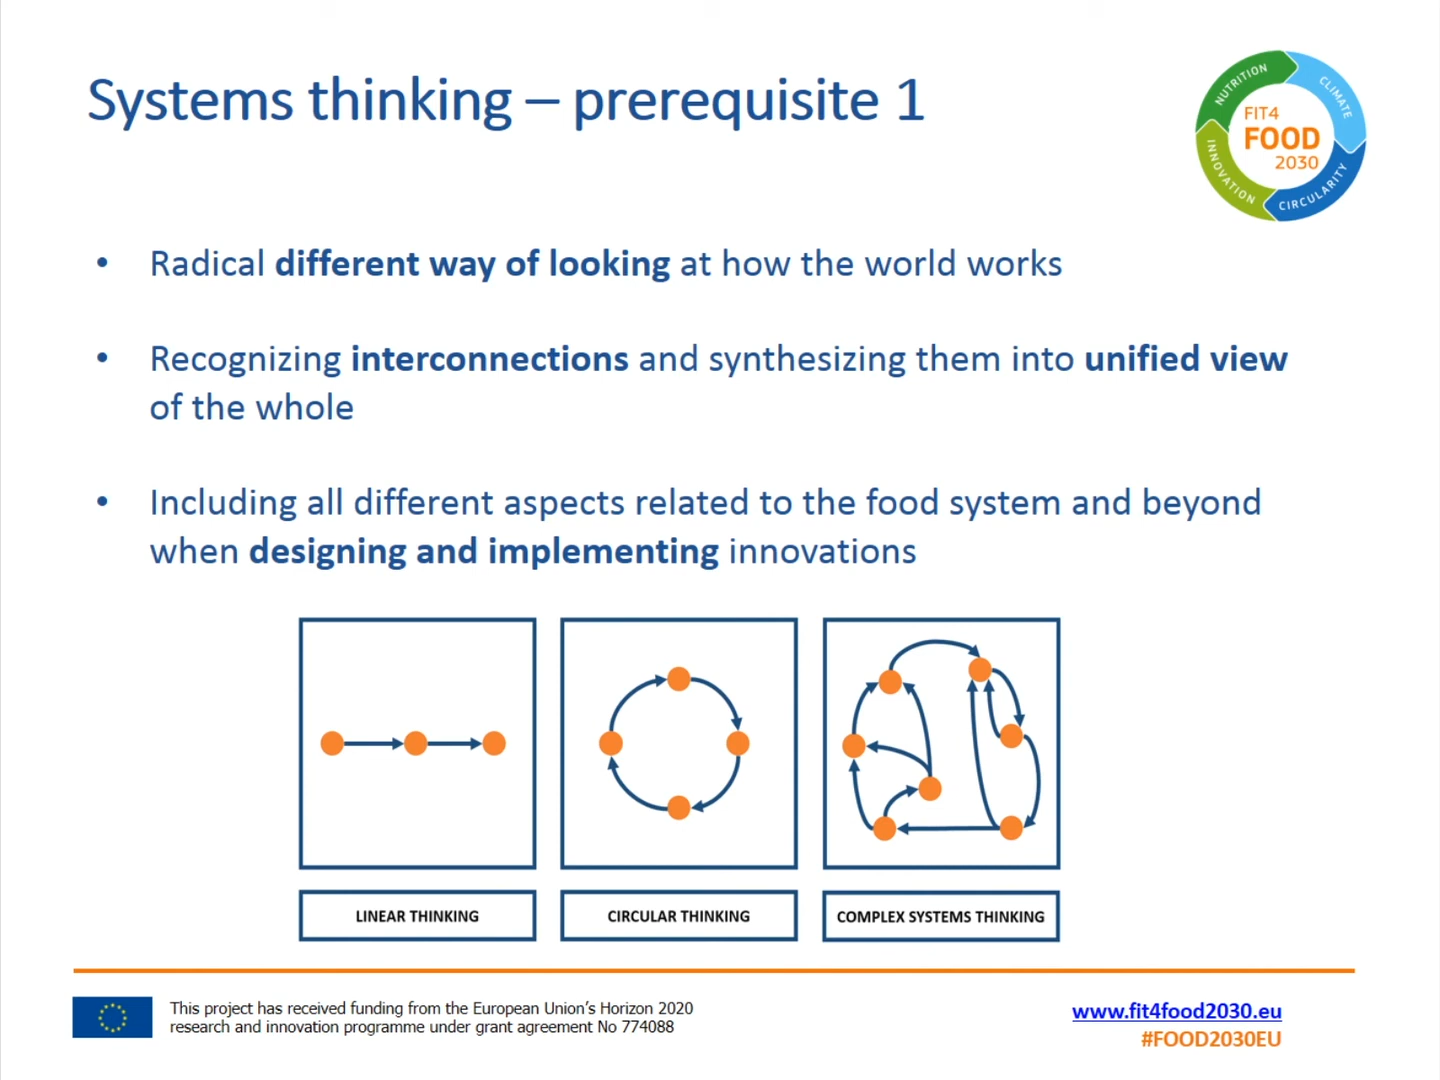 Systems thinking – prerequisite 1
NUTRITION
CLIMATE
CIRCULARITY
INNOVATION
FIT4
FOOD
2030
• Radical different way of looking at how the world works
• Recognizing interconnections and synthesizing them into unified view
of the whole
• Including all different aspects related to the food system and beyond
when designing and implementing innovations
LINEAR THINKING
CIRCULAR THINKING
COMPLEX SYSTEMS THINKING
This project has received funding from the European Union’s Horizon 2020
research and innovation programme under grant agreement No 774088
www.fit4food2030.eu
#FOOD2030EU